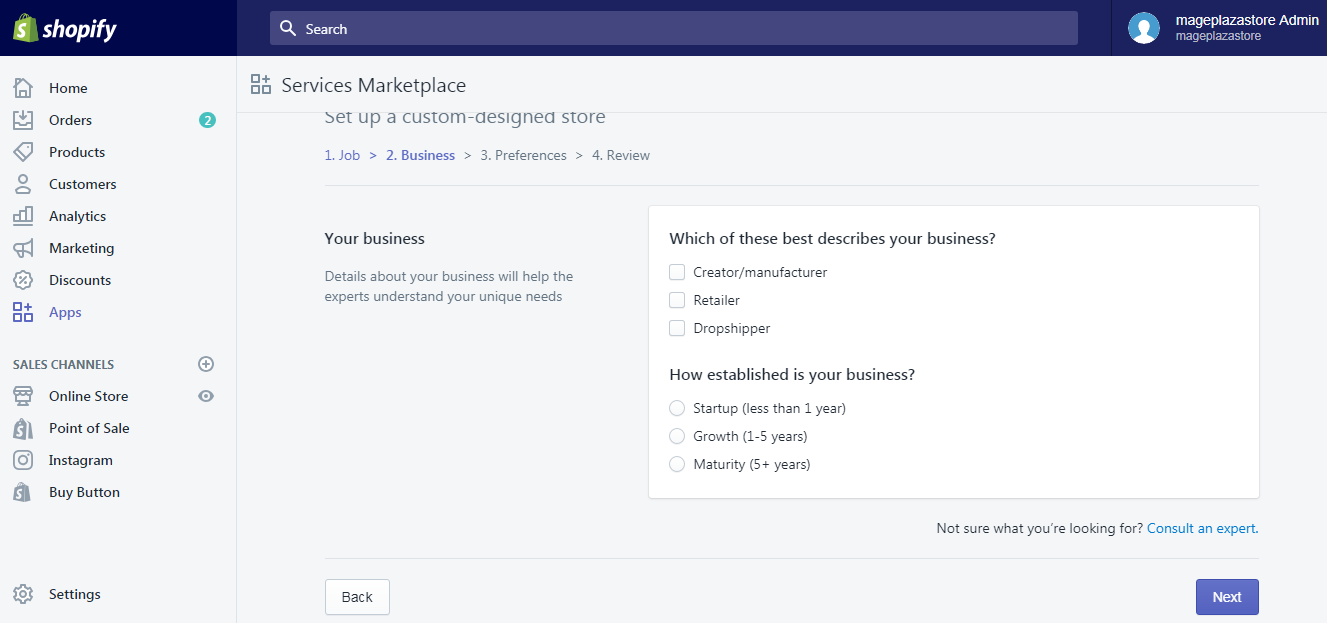 shopify
Search
mageplazastore Admin
mageplazastore
Home
Orders
2
Products
Customers
Analytics
Marketing
Discounts
Apps
SALES CHANNELS
Online Store
Point of Sale
Instagram
Buy Button
Settings
Services Marketplace
Set up a custom-designed store
1. Job > 2. Business > 3. Preferences > 4. Review
Your business
Details about your business will help the
experts understand your unique needs
Which of these best describes your business?
Creator/manufacturer
Retailer
Dropshipper
How established is your business?
Startup (less than 1 year)
Growth (1-5 years)
Maturity (5+ years)
Not sure what you’re looking for? Consult an expert.
Back
Next